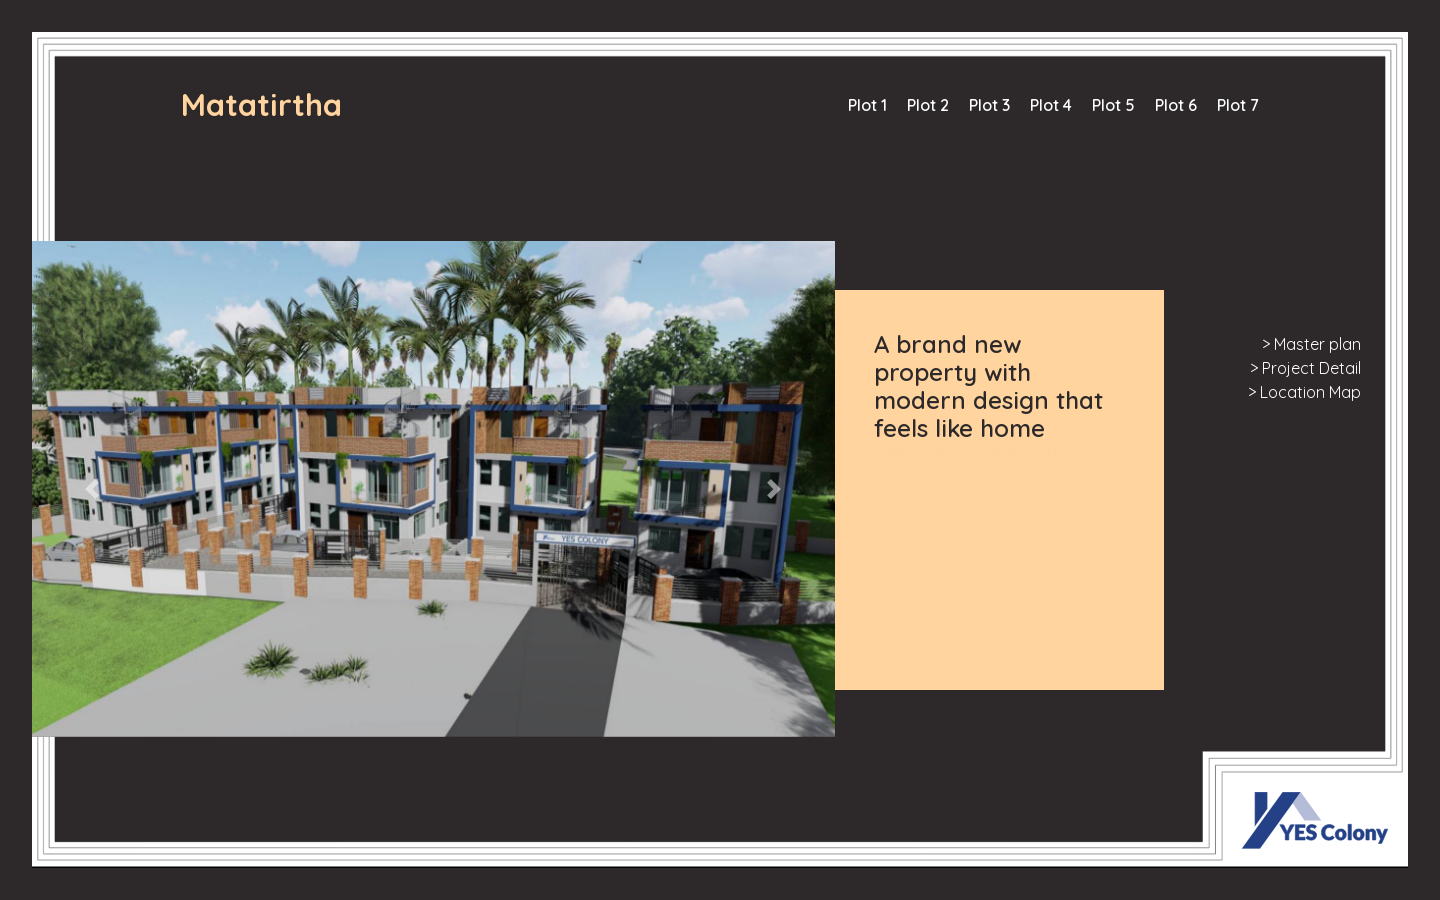 Matatirtha
Plot 1 Plot 2 Plot 3 Plot 4 Plot 5 Plot 6 Plot 7
YES COLONY
A brand new
property with
modern design that
feels like home
> Master plan
> Project Detail
> Location Map
YES Colony